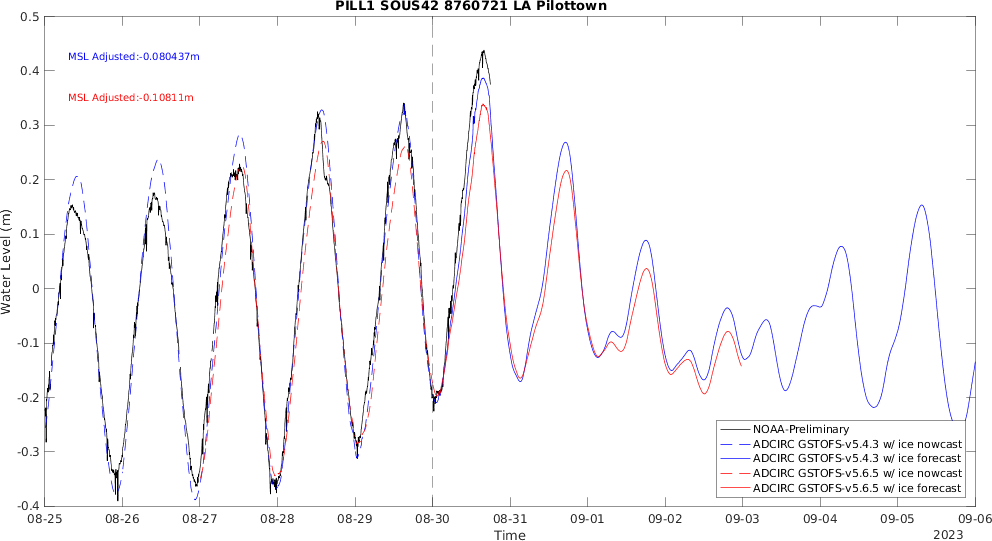 PILL1 SOUS42 8760721 LA Pilottown
MSL Adjusted:-0.080437m
MSL Adjusted:-0.10811m
Water Level (m)
0.5
0.4
0.3
0.2
0.1
0
-0.1
-0.2
-0.3
-0.4
NOAA-Preliminary
ADCIRC GSTOFS-v5.4.3 w/ ice nowcast
ADCIRC GSTOFS-v5.4.3 w/ ice forecast
ADCIRC GSTOFS-v5.6.5 w/ ice nowcast
ADCIRC GSTOFS-v5.6.5 w/ ice forecast
08-25 08-26 08-27 08-28 08-29 08-30 08-31 09-01 09-02 09-03 09-04 09-05 09-06
Time
2023